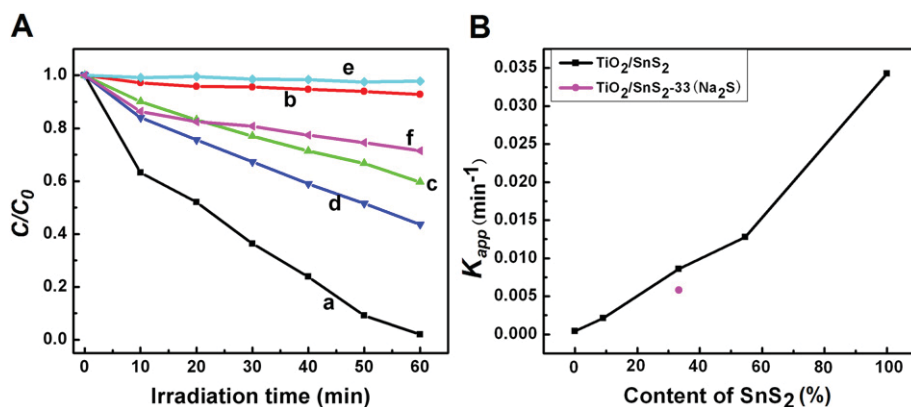 A
1.0
0.8
0.6
0.4
0.2
0.0
C/C0
e
b
f
c
d
a
0 10 20 30 40 50 60
Irradiation time (min)
B
TiO2/SnS2
TiO2/SnS2-33(Na2S)
0.035
0.030
0.025
0.020
0.015
0.010
0.005
0.000
Kapp(min-1)
0 20 40 60 80 100
Content of SnS2(%)